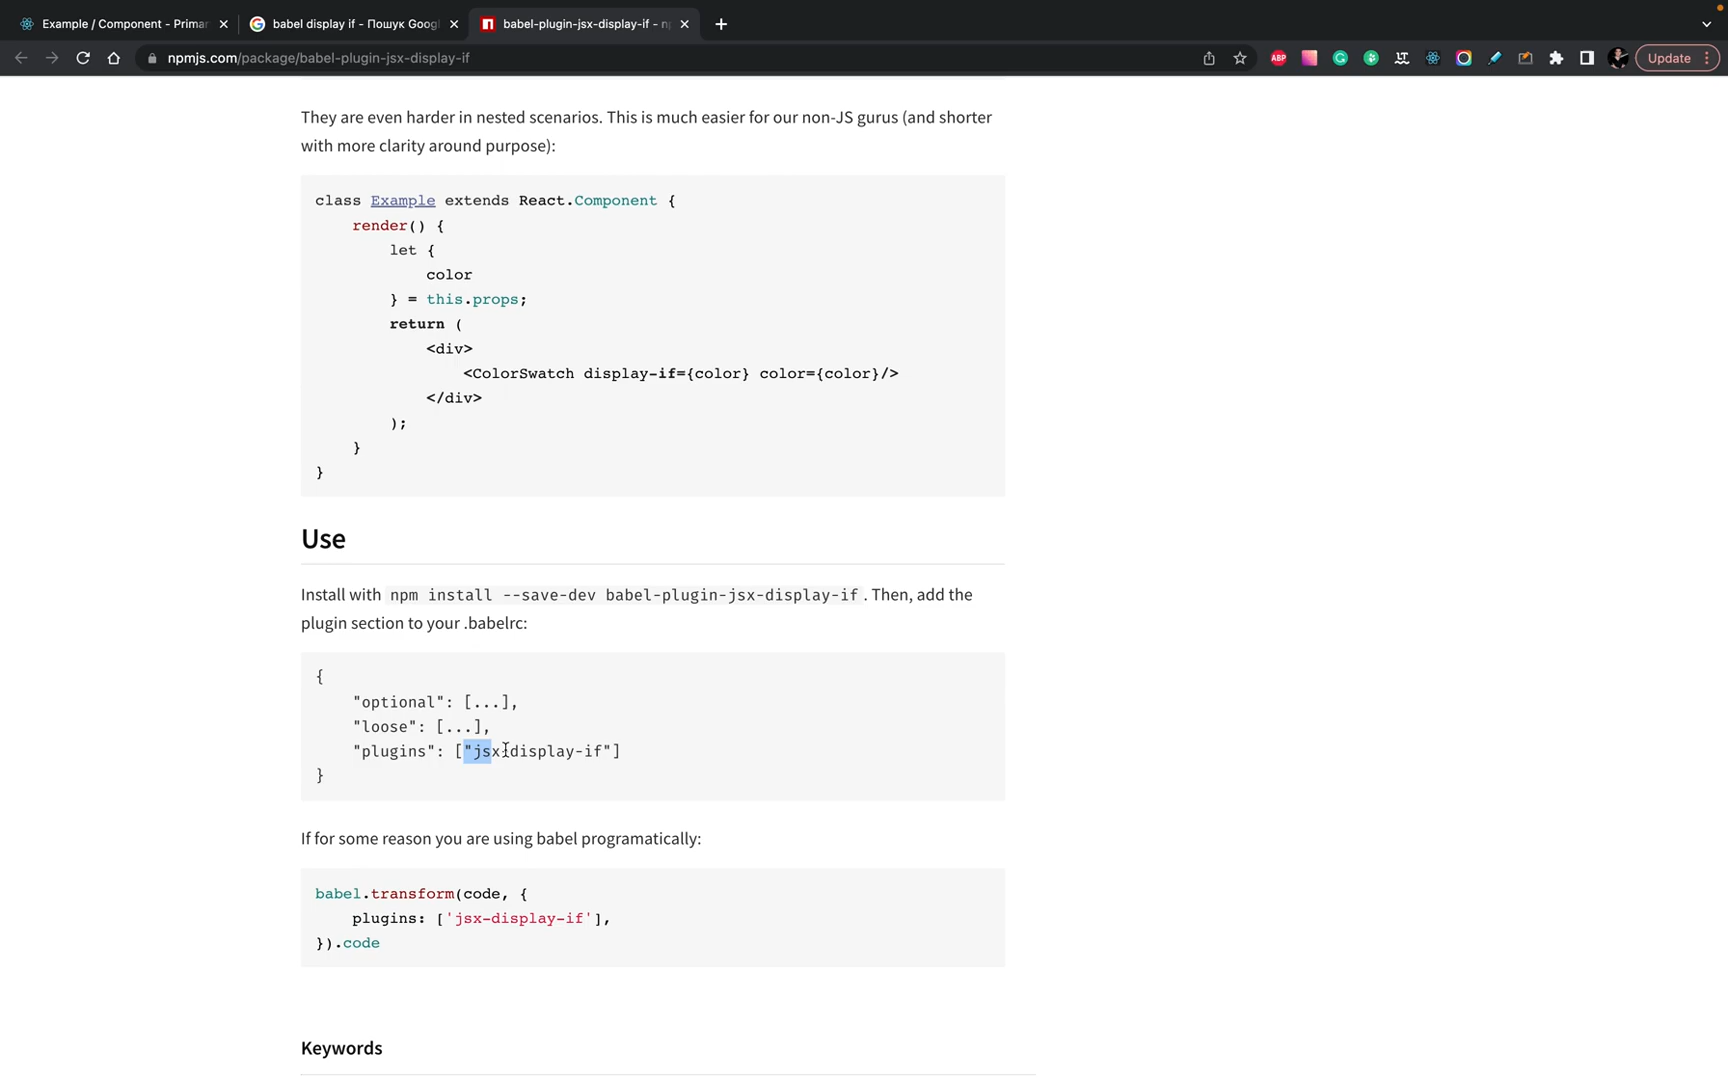 Example / Component - Primar
babel display if - Пошук Goog
babel-plugin-jsx-display-if - n
npmjs.com/package/babel-plugin-jsx-display-if
ABP
Update
They are even harder in nested scenarios. This is much easier for our non-JS gurus (and shorter
with more clarity around purpose):
class Example extends React.Component {
    render() {
        let {
            color
        } = this.props;
        return (
            <div>
                <ColorSwatch display-if={color} color={color}/>
            </div>
        );
    }
}
Use
Install with npm install --save-dev babel-plugin-jsx-display-if. Then, add the
plugin section to your .babelrc:
{
    "optional": [...],
    "loose": [...],
    "plugins": ["jsx-display-if"]
}
If for some reason you are using babel programatically:
babel.transform(code, {
    plugins: ['jsx-display-if'],
}).code
Keywords